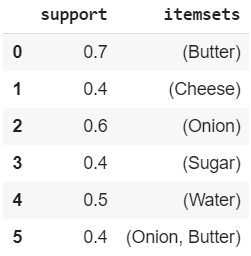 support itemsets
0 0.7 (Butter)
1 0.4 (Cheese)
2 0.6 (Onion)
3 0.4 (Sugar)
4 0.5 (Water)
5 0.4 (Onion, Butter)